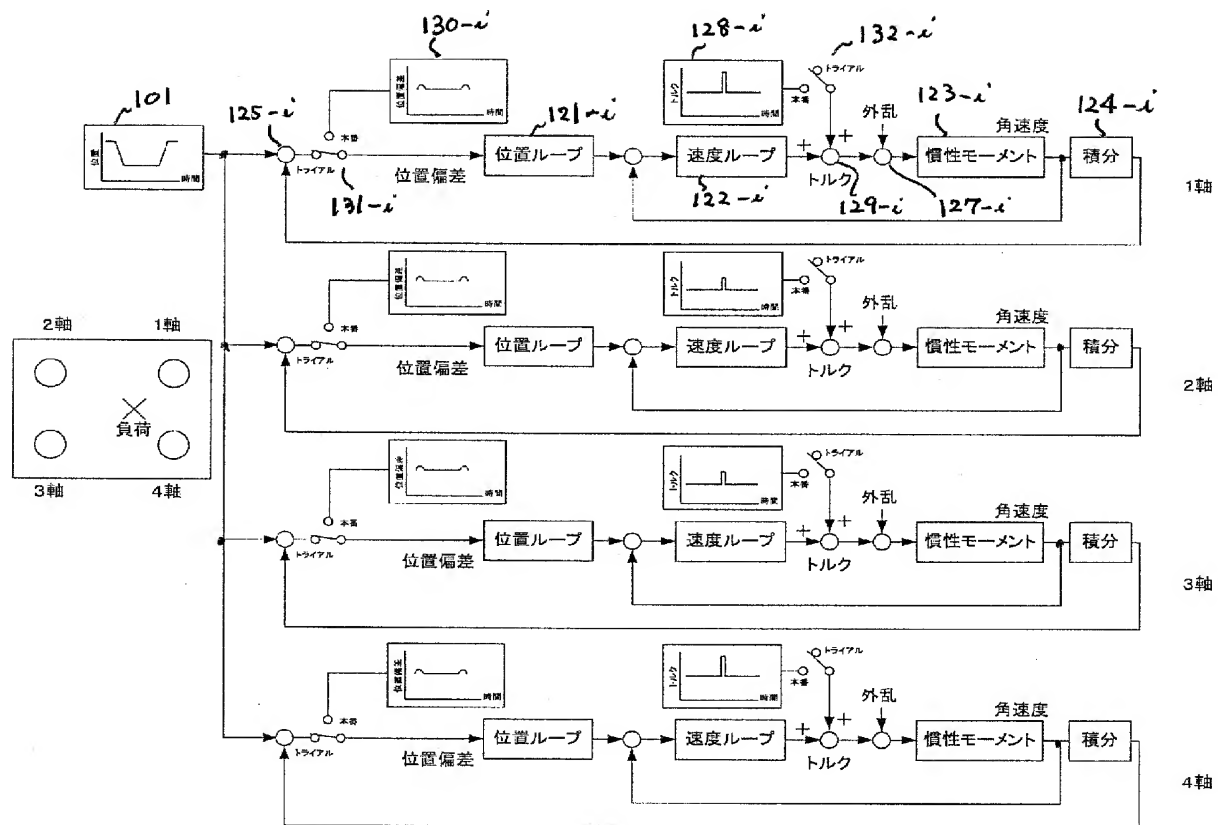 130-i
128-i
132-i
101
位置
時間
125-i
位置偏差
時間
本番
トライアル
131-i
位置偏差
121-i
位置ループ
トルク
時間
本番
トライアル
速度ループ
122-i
+
+
トルク
129-i
外乱
127-i
123-i
角速度
慣性モーメント
124-i
積分
1軸
位置偏差
時間
本番
トライアル
位置偏差
位置ループ
トルク
時間
本番
トライアル
速度ループ
+
+
トルク
外乱
角速度
慣性モーメント
積分
2軸
2軸
1軸
負荷
3軸
4軸
位置偏差
時間
本番
トライアル
位置偏差
位置ループ
トルク
時間
本番
トライアル
速度ループ
+
+
トルク
外乱
角速度
慣性モーメント
積分
3軸
位置偏差
時間
本番
トライアル
位置偏差
位置ループ
トルク
時間
本番
トライアル
速度ループ
+
+
トルク
外乱
角速度
慣性モーメント
積分
4軸